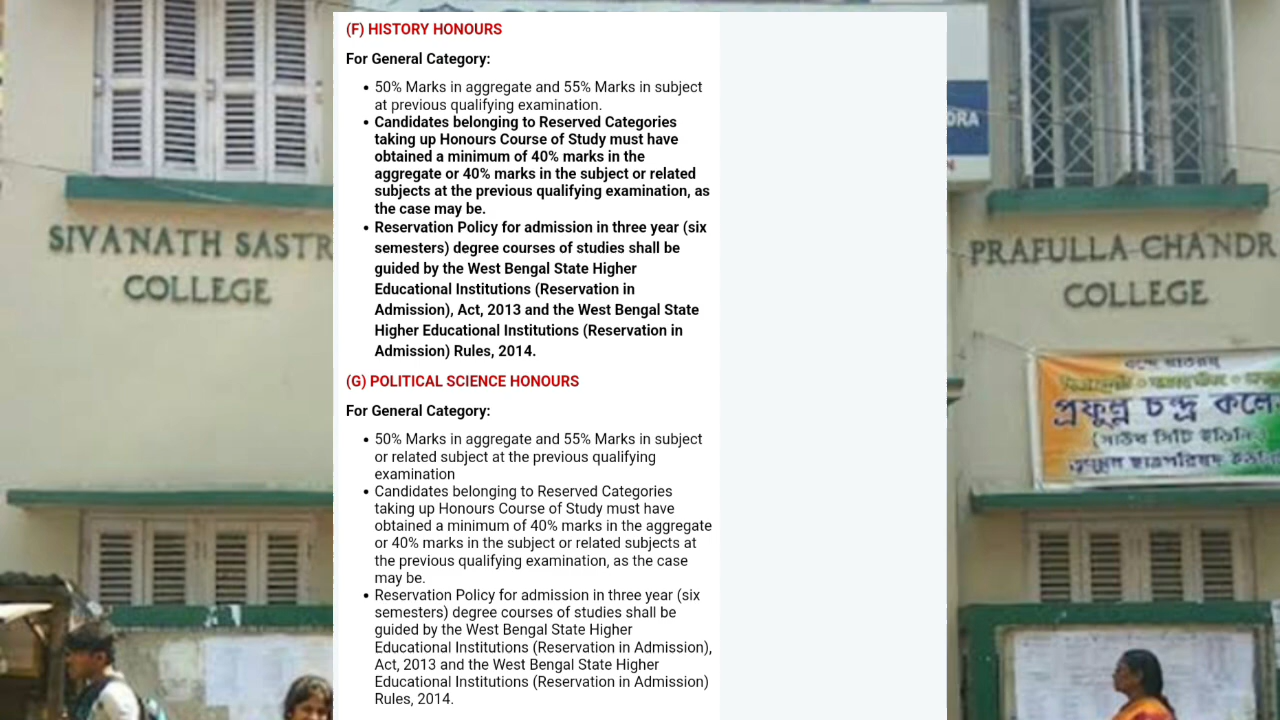 (F) HISTORY HONOURS
For General Category:
• 50% Marks in aggregate and 55% Marks in subject
at previous qualifying examination.
• Candidates belonging to Reserved Categories
taking up Honours Course of Study must have
obtained a minimum of 40% marks in the
aggregate or 40% marks in the subject or related
subjects at the previous qualifying examination, as
the case may be.
• Reservation Policy for admission in three year (six
semesters) degree courses of studies shall be
guided by the West Bengal State Higher
Educational Institutions (Reservation in
Admission), Act, 2013 and the West Bengal State
Higher Educational Institutions (Reservation in
Admission) Rules, 2014.
(G) POLITICAL SCIENCE HONOURS
For General Category:
• 50% Marks in aggregate and 55% Marks in subject
or related subject at the previous qualifying
examination
• Candidates belonging to Reserved Categories
taking up Honours Course of Study must have
obtained a minimum of 40% marks in the aggregate
or 40% marks in the subject or related subjects at
the previous qualifying examination, as the case
may be.
• Reservation Policy for admission in three year (six
semesters) degree courses of studies shall be
guided by the West Bengal State Higher
Educational Institutions (Reservation in Admission),
Act, 2013 and the West Bengal State Higher
Educational Institutions (Reservation in Admission)
Rules, 2014.
SIVANATH SASTR
COLLEGE
DRA
PRAFULLA CHANDR
COLLEGE
বন্দে মাতরম্
প্রফুল্ল চন্দ্র কলে
(সাউথ সিটি ইউনি